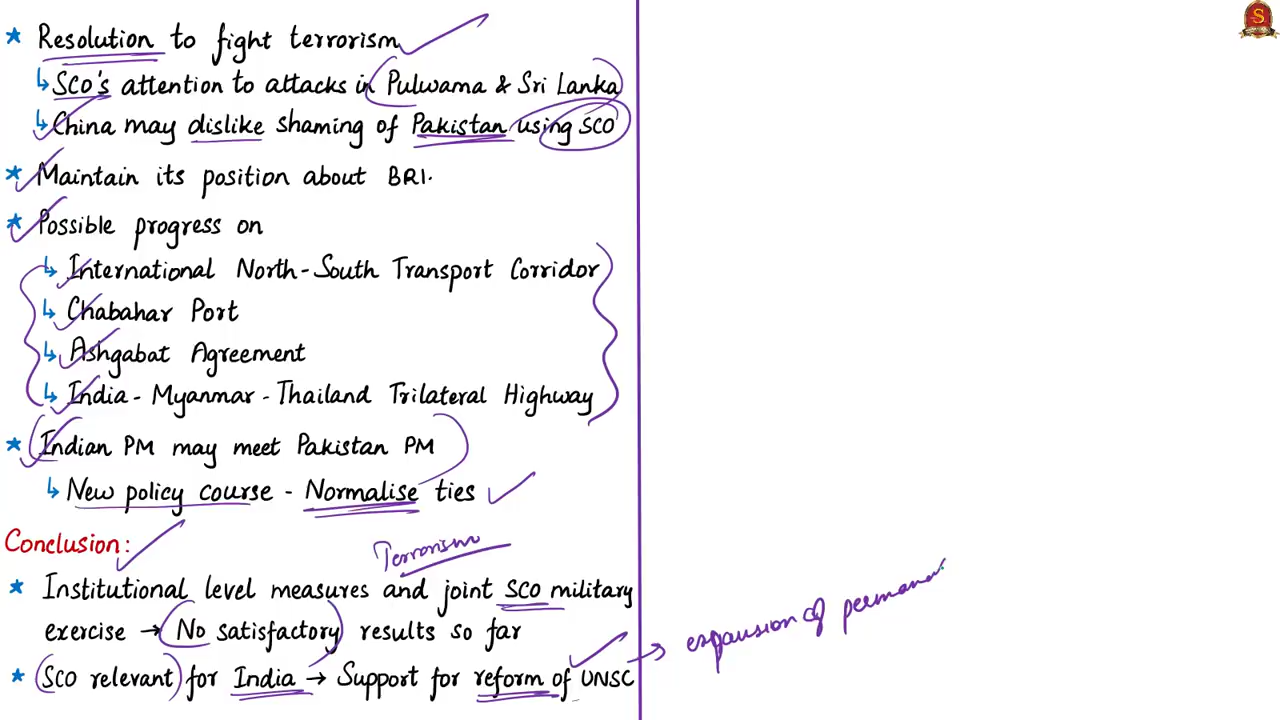 * Resolution to fight terrorism
↳ SCO's attention to attacks in Pulwama & Sri Lanka
↳ China may dislike shaming of Pakistan using SCO
* Maintain its position about BRI.
* Possible progress on
↳ International North-South Transport Corridor
↳ Chabahar Port
↳ Ashgabat Agreement
↳ India - Myanmar - Thailand Trilateral Highway
* Indian PM may meet Pakistan PM
↳ New policy course - Normalise ties
Conclusion:
Terrorism
* Institutional level measures and joint SCO military
exercise → No satisfactory results so far
* SCO relevant for India → Support for reform of UNSC → expansion of permanen
S